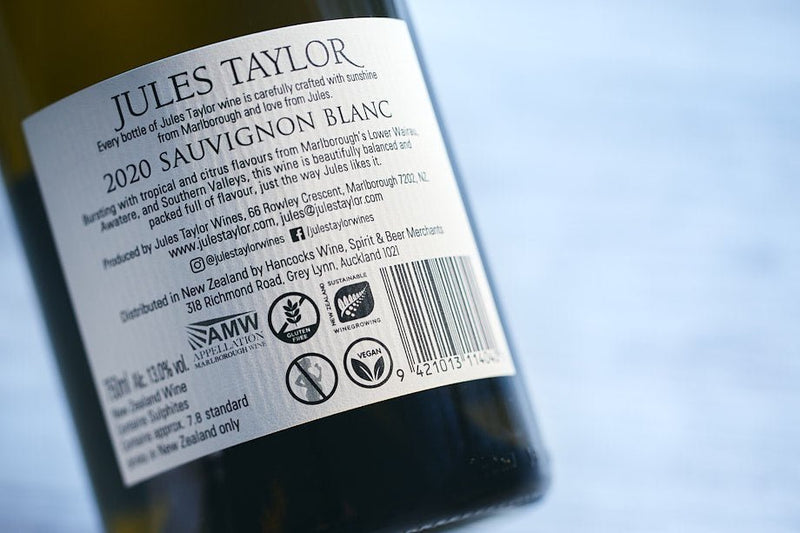 JULES TAYLOR
Every bottle of Jules Taylor wine is carefully crafted with sunshine
from Marlborough and love from Jules.
2020 SAUVIGNON BLANC
Bursting with tropical and citrus flavours from Marlborough's Lower Wairau,
Awatere, and Southern Valleys, this wine is beautifully balanced and
packed full of flavour, just the way Jules likes it.
Produced by Jules Taylor Wines, 66 Rowley Crescent, Marlborough 7202, NZ.
www.julestaylor.com, jules@julestaylor.com
@julestaylorwines /julestaylorwines
Distributed in New Zealand by Hancocks Wine, Spirit & Beer Merchants
318 Richmond Road, Grey Lynn, Auckland 1021
AMW
APPELLATION
MARLBOROUGH WINE
GLUTEN
FREE
NEW ZEALAND
SUSTAINABLE
WINEGROWING
VEGAN
750ml Alc. 13.0% vol.
New Zealand Wine
Contains Sulphites
Contains approx. 7.8 standard
drinks in New Zealand only
9 421013